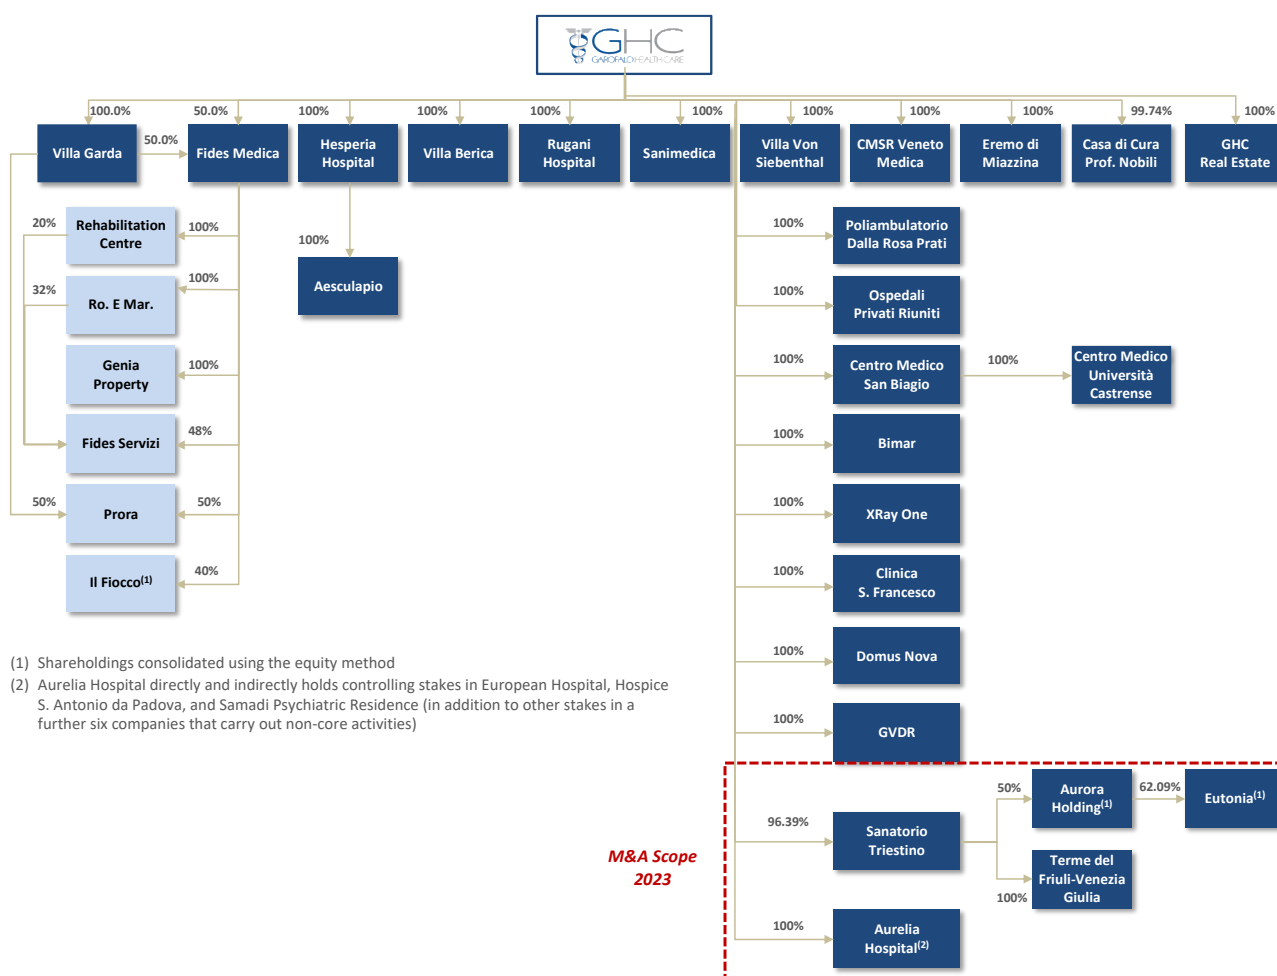 GHC
GAROFALO HEALTH CARE
100.0%
50.0%
100%
100%
100%
100%
100%
100%
100%
99.74%
100%
Villa Garda
50.0%
Fides Medica
Hesperia
Hospital
Villa Berica
Rugani
Hospital
Sanimedica
Villa Von
Siebenthal
CMSR Veneto
Medica
Eremo di
Miazzina
Casa di Cura
Prof. Nobili
GHC
Real Estate
20%
Rehabilitation
Centre
100%
32%
Ro. E Mar.
100%
Genia
Property
100%
Fides Servizi
48%
50%
Prora
50%
Il Fiocco(1)
40%
100%
Aesculapio
100%
Poliambulatorio
Dalla Rosa Prati
100%
Ospedali
Privati Riuniti
100%
Centro Medico
San Biagio
100%
Centro Medico
Università
Castrense
100%
Bimar
100%
XRay One
100%
Clinica
S. Francesco
100%
Domus Nova
100%
GVDR
(1) Shareholdings consolidated using the equity method
(2) Aurelia Hospital directly and indirectly holds controlling stakes in European Hospital, Hospice
S. Antonio da Padova, and Samadi Psychiatric Residence (in addition to other stakes in a
further six companies that carry out non-core activities)
M&A Scope
2023
96.39%
Sanatorio
Triestino
50%
Aurora
Holding(1)
62.09%
Eutonia(1)
100%
Terme del
Friuli-Venezia
Giulia
100%
Aurelia
Hospital(2)